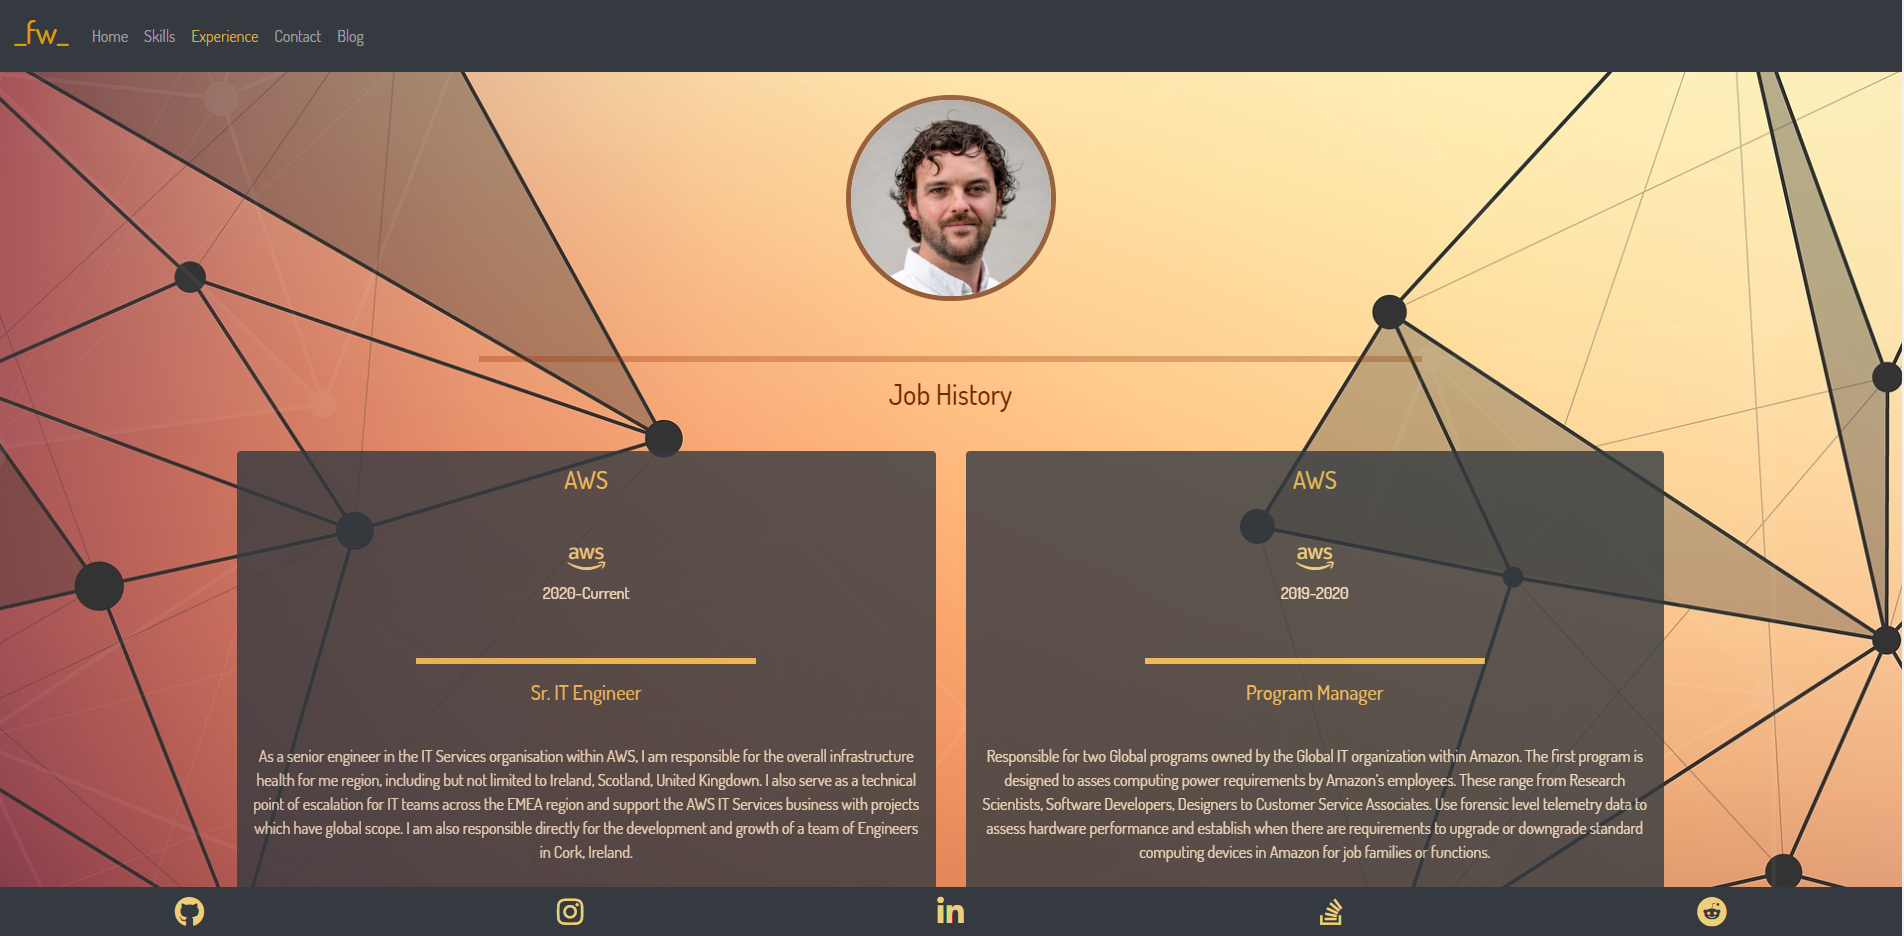 _fw_ Home Skills Experience Contact Blog
Job History
AWS
aws
2020-Current
Sr. IT Engineer
As a senior engineer in the IT Services organisation within AWS, I am responsible for the overall infrastructure
health for me region, including but not limited to Ireland, Scotland, United Kingdown. I also serve as a technical
point of escalation for IT teams across the EMEA region and support the AWS IT Services business with projects
which have global scope. I am also responsible directly for the development and growth of a team of Engineers
in Cork, Ireland.
AWS
aws
2019-2020
Program Manager
Responsible for two Global programs owned by the Global IT organization within Amazon. The first program is
designed to asses computing power requirements by Amazon's employees. These range from Research
Scientists, Software Developers, Designers to Customer Service Associates. Use forensic level telemetry data to
assess hardware performance and establish when there are requirements to upgrade or downgrade standard
computing devices in Amazon for job families or functions.
in